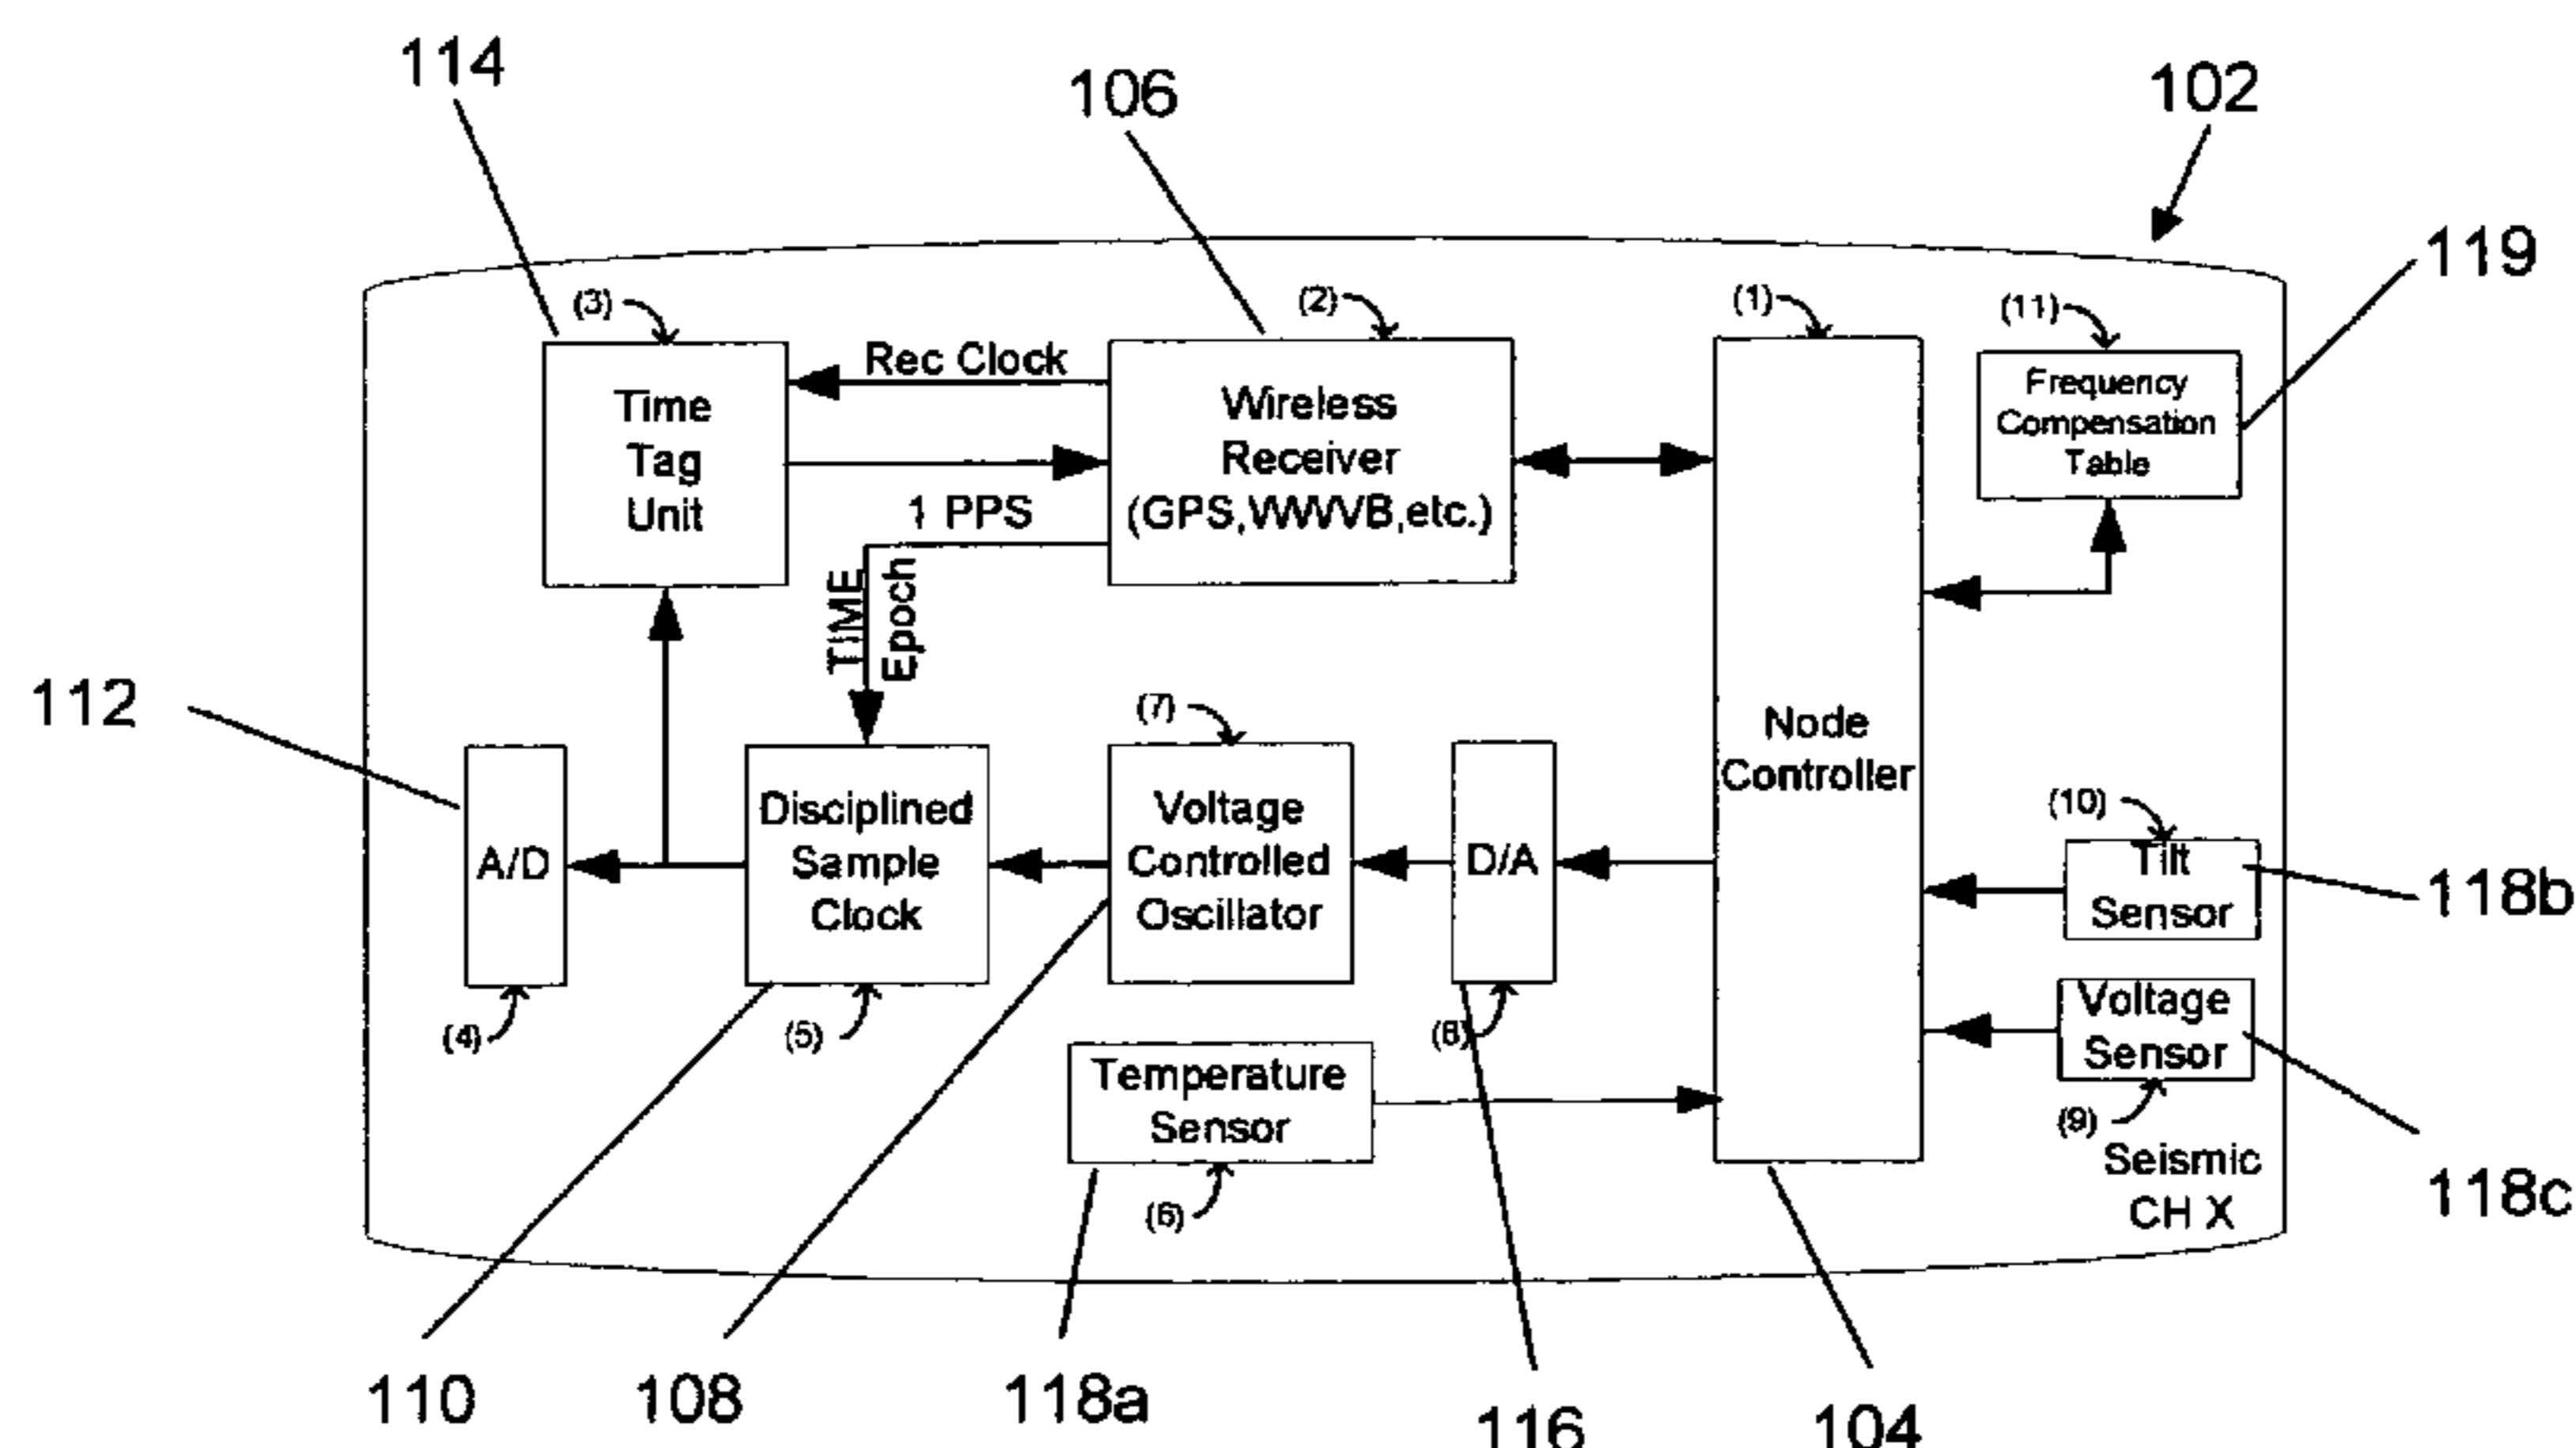 114
106
102
119
(3)
(2)
(1)
(11)
Rec Clock
Time
Tag
Unit
Wireless
Receiver
(GPS,WWVB,etc.)
Frequency
Compensation
Table
1 PPS
TIME
Epoch
112
(7)
Node
Controller
(10)
A/D
Disciplined
Sample
Clock
Voltage
Controlled
Oscillator
D/A
Tilt
Sensor
118b
Voltage
Sensor
(4)
(5)
(8)
(9)
Temperature
Sensor
(6)
Seismic
CH X
118c
110
108
118a
116
104